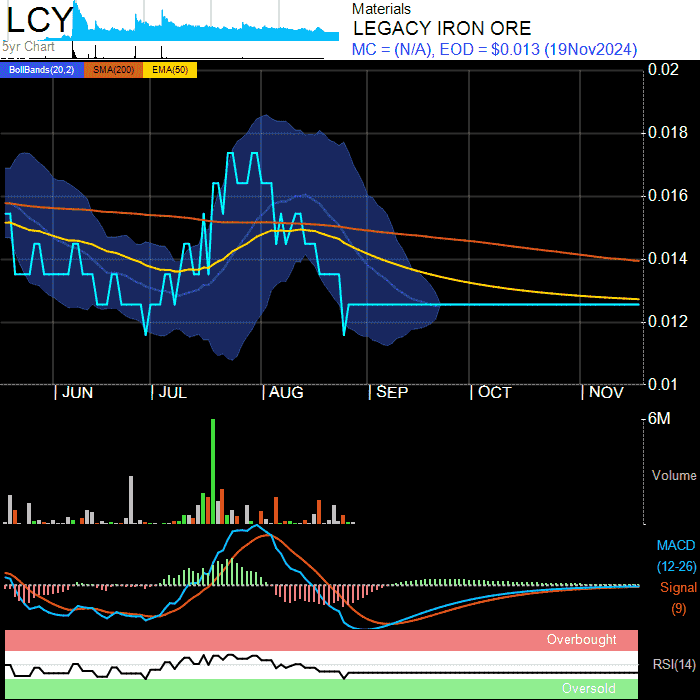 LCY
5yr Chart
Materials
LEGACY IRON ORE
MC = (N/A), EOD = $0.013 (19Nov2024)
BollBands(20,2) SMA(200) EMA(50)
0.02
0.018
0.016
0.014
0.012
0.01
JUN JUL AUG SEP OCT NOV
6M
Volume
MACD
(12-26)
Signal
(9)
Overbought
RSI(14)
Oversold